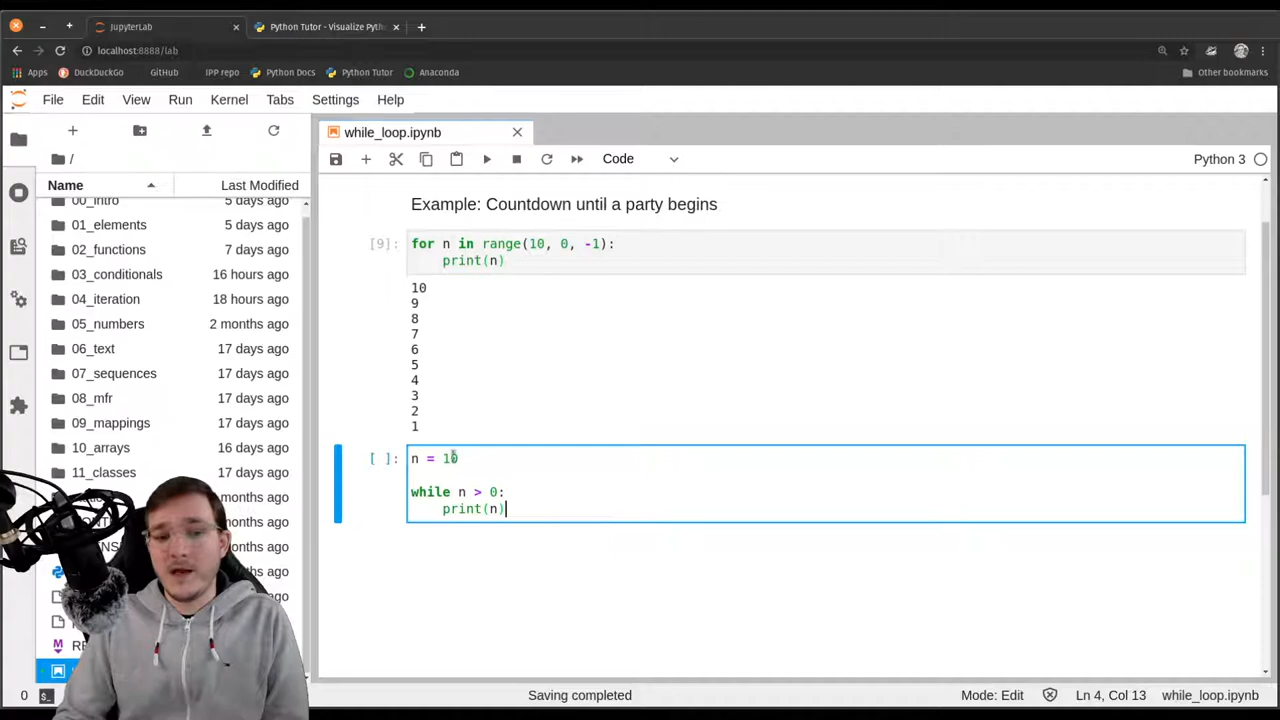 JupyterLab
Python Tutor - Visualize Pyth
localhost:8888/lab
Apps DuckDuckGo GitHub IPP repo Python Docs Python Tutor Anaconda Other bookmarks
File Edit View Run Kernel Tabs Settings Help
while_loop.ipynb
/
Code
Python 3
Name Last Modified
00_intro 5 days ago
01_elements 5 days ago
02_functions 7 days ago
03_conditionals 16 hours ago
04_iteration 18 hours ago
05_numbers 2 months ago
06_text 17 days ago
07_sequences 17 days ago
08_mfr 17 days ago
09_mappings 17 days ago
10_arrays 16 days ago
11_classes 17 days ago
months ago
months ago
months ago
ths ago
ths ago
M
Example: Countdown until a party begins
[9]: for n in range(10, 0, -1):
print(n)
10
9
8
7
6
5
4
3
2
1
[ ]: n = 10
while n > 0:
print(n)
0 $_ Saving completed Mode: Edit Ln 4, Col 13 while_loop.ipynb